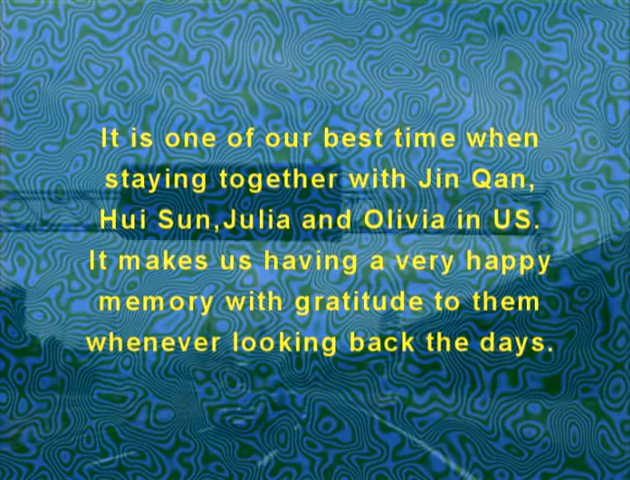 It is one of our best time when
staying together with Jin Qan,
Hui Sun,Julia and Olivia in US.
It makes us having a very happy
memory with gratitude to them
whenever looking back the days.